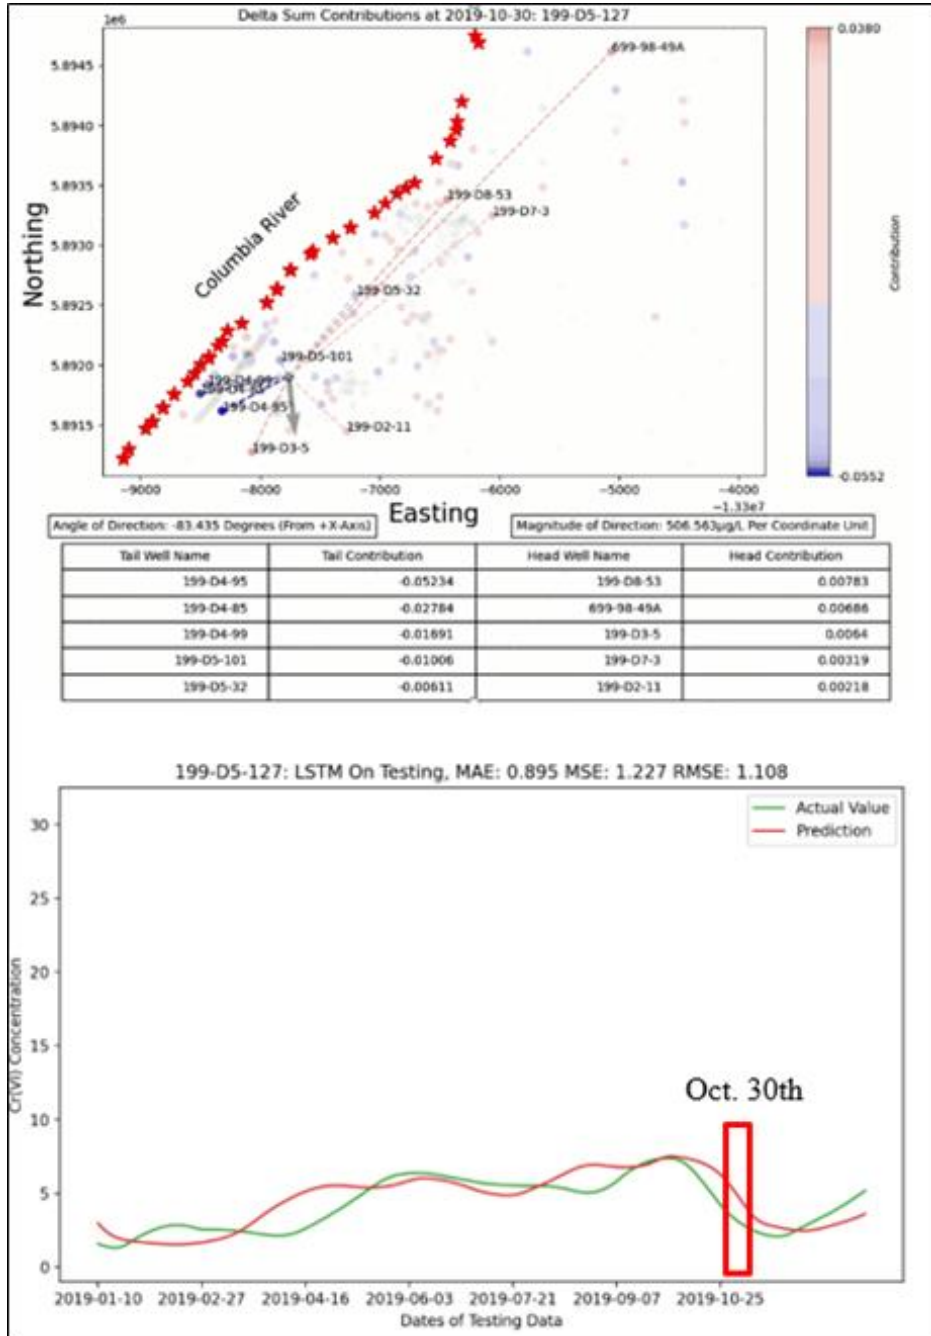 Delta Sum Contributions at 2019-10-30: 199-D5-127
1e6
0.0380
5.8945
5.8940
5.8935
5.8930
5.8925
5.8920
5.8915
Northing
Columbia River
699-98-49A
199-D8-53
199-D7-3
199-D5-32
199-D5-101
199-D4-99
199-D4-95
199-D2-11
199-D3-5
Contribution
-0.0552
−9000 −8000 −7000 −6000 −5000 −4000
−1.33e7
Easting
Angle of Direction: -83.435 Degrees (From +X-Axis)
Magnitude of Direction: 506.563µg/L Per Coordinate Unit
Tail Well Name Tail Contribution Head Well Name Head Contribution
199-D4-95 -0.05234 199-D8-53 0.00783
199-D4-85 -0.02784 699-98-49A 0.00686
199-D4-99 -0.01691 199-D3-5 0.0064
199-D5-101 -0.01006 199-D7-3 0.00319
199-D5-32 -0.00611 199-D2-11 0.00218
199-D5-127: LSTM On Testing, MAE: 0.895 MSE: 1.227 RMSE: 1.108
Actual Value
Prediction
30
25
20
15
10
5
0
Cr(VI) Concentration
Oct. 30th
2019-01-10 2019-02-27 2019-04-16 2019-06-03 2019-07-21 2019-09-07 2019-10-25
Dates of Testing Data